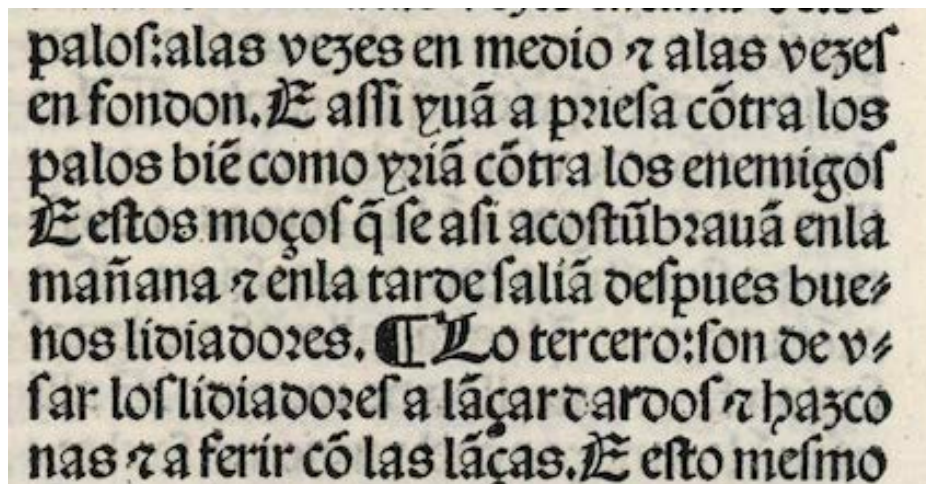 paloſ:alas vezes en medio ⁊ alas vezeſ
en fondon.E aſſi yuã a prieſa cõtra los
palos biẽ como yriã cõtra los enemigoſ
E eſtos moçoſ q̃ ſe aſi acoſtũbrauã enla
mañana ⁊ enla tarde ſaliã deſpues bue⸗
nos lidiadores. ¶ Lo tercero:ſon de v⸗
ſar loſ lidiadoreſ a lãçar dardoſ ⁊ hazco
nas ⁊ a ferir cõ las lãças.E eſto meſmo